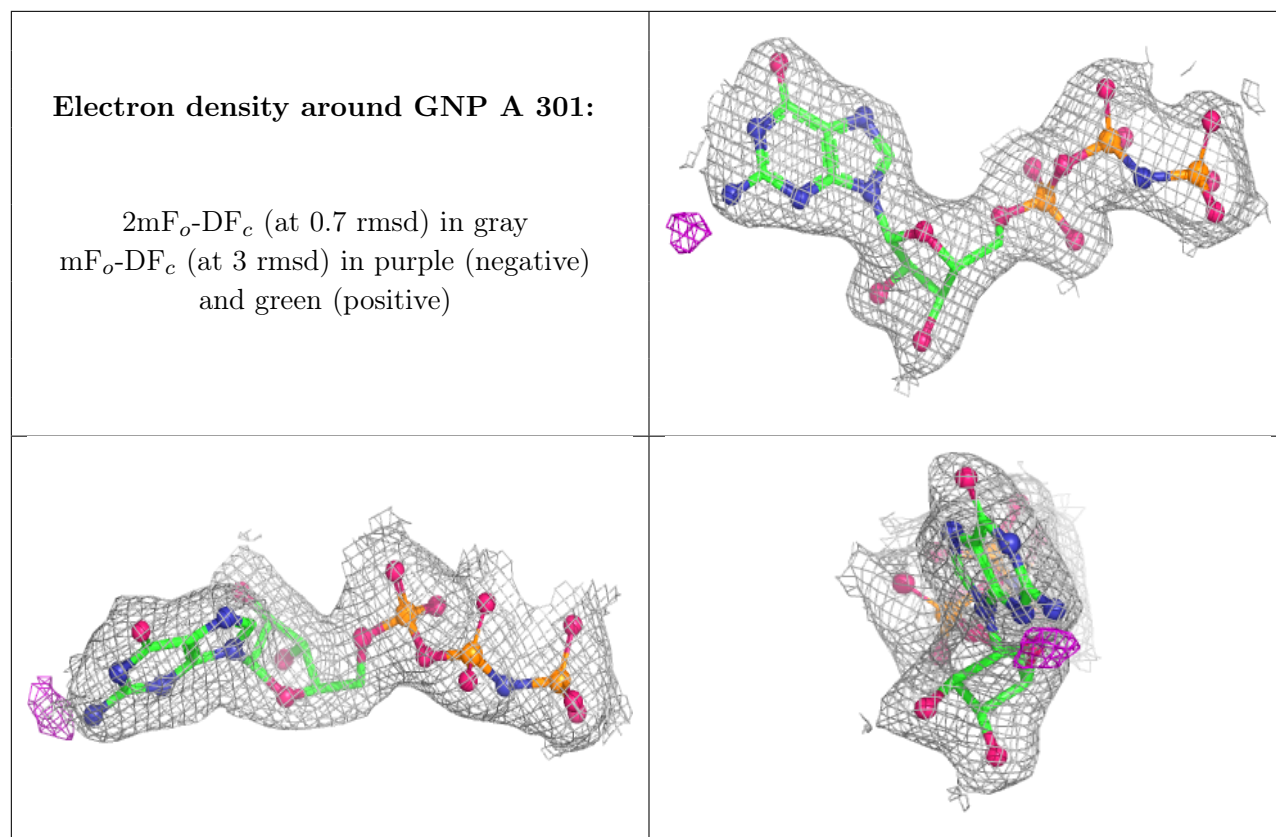 Electron density around GNP A 301:
2mFo-DFc (at 0.7 rmsd) in gray
mFo-DFc (at 3 rmsd) in purple (negative)
and green (positive)